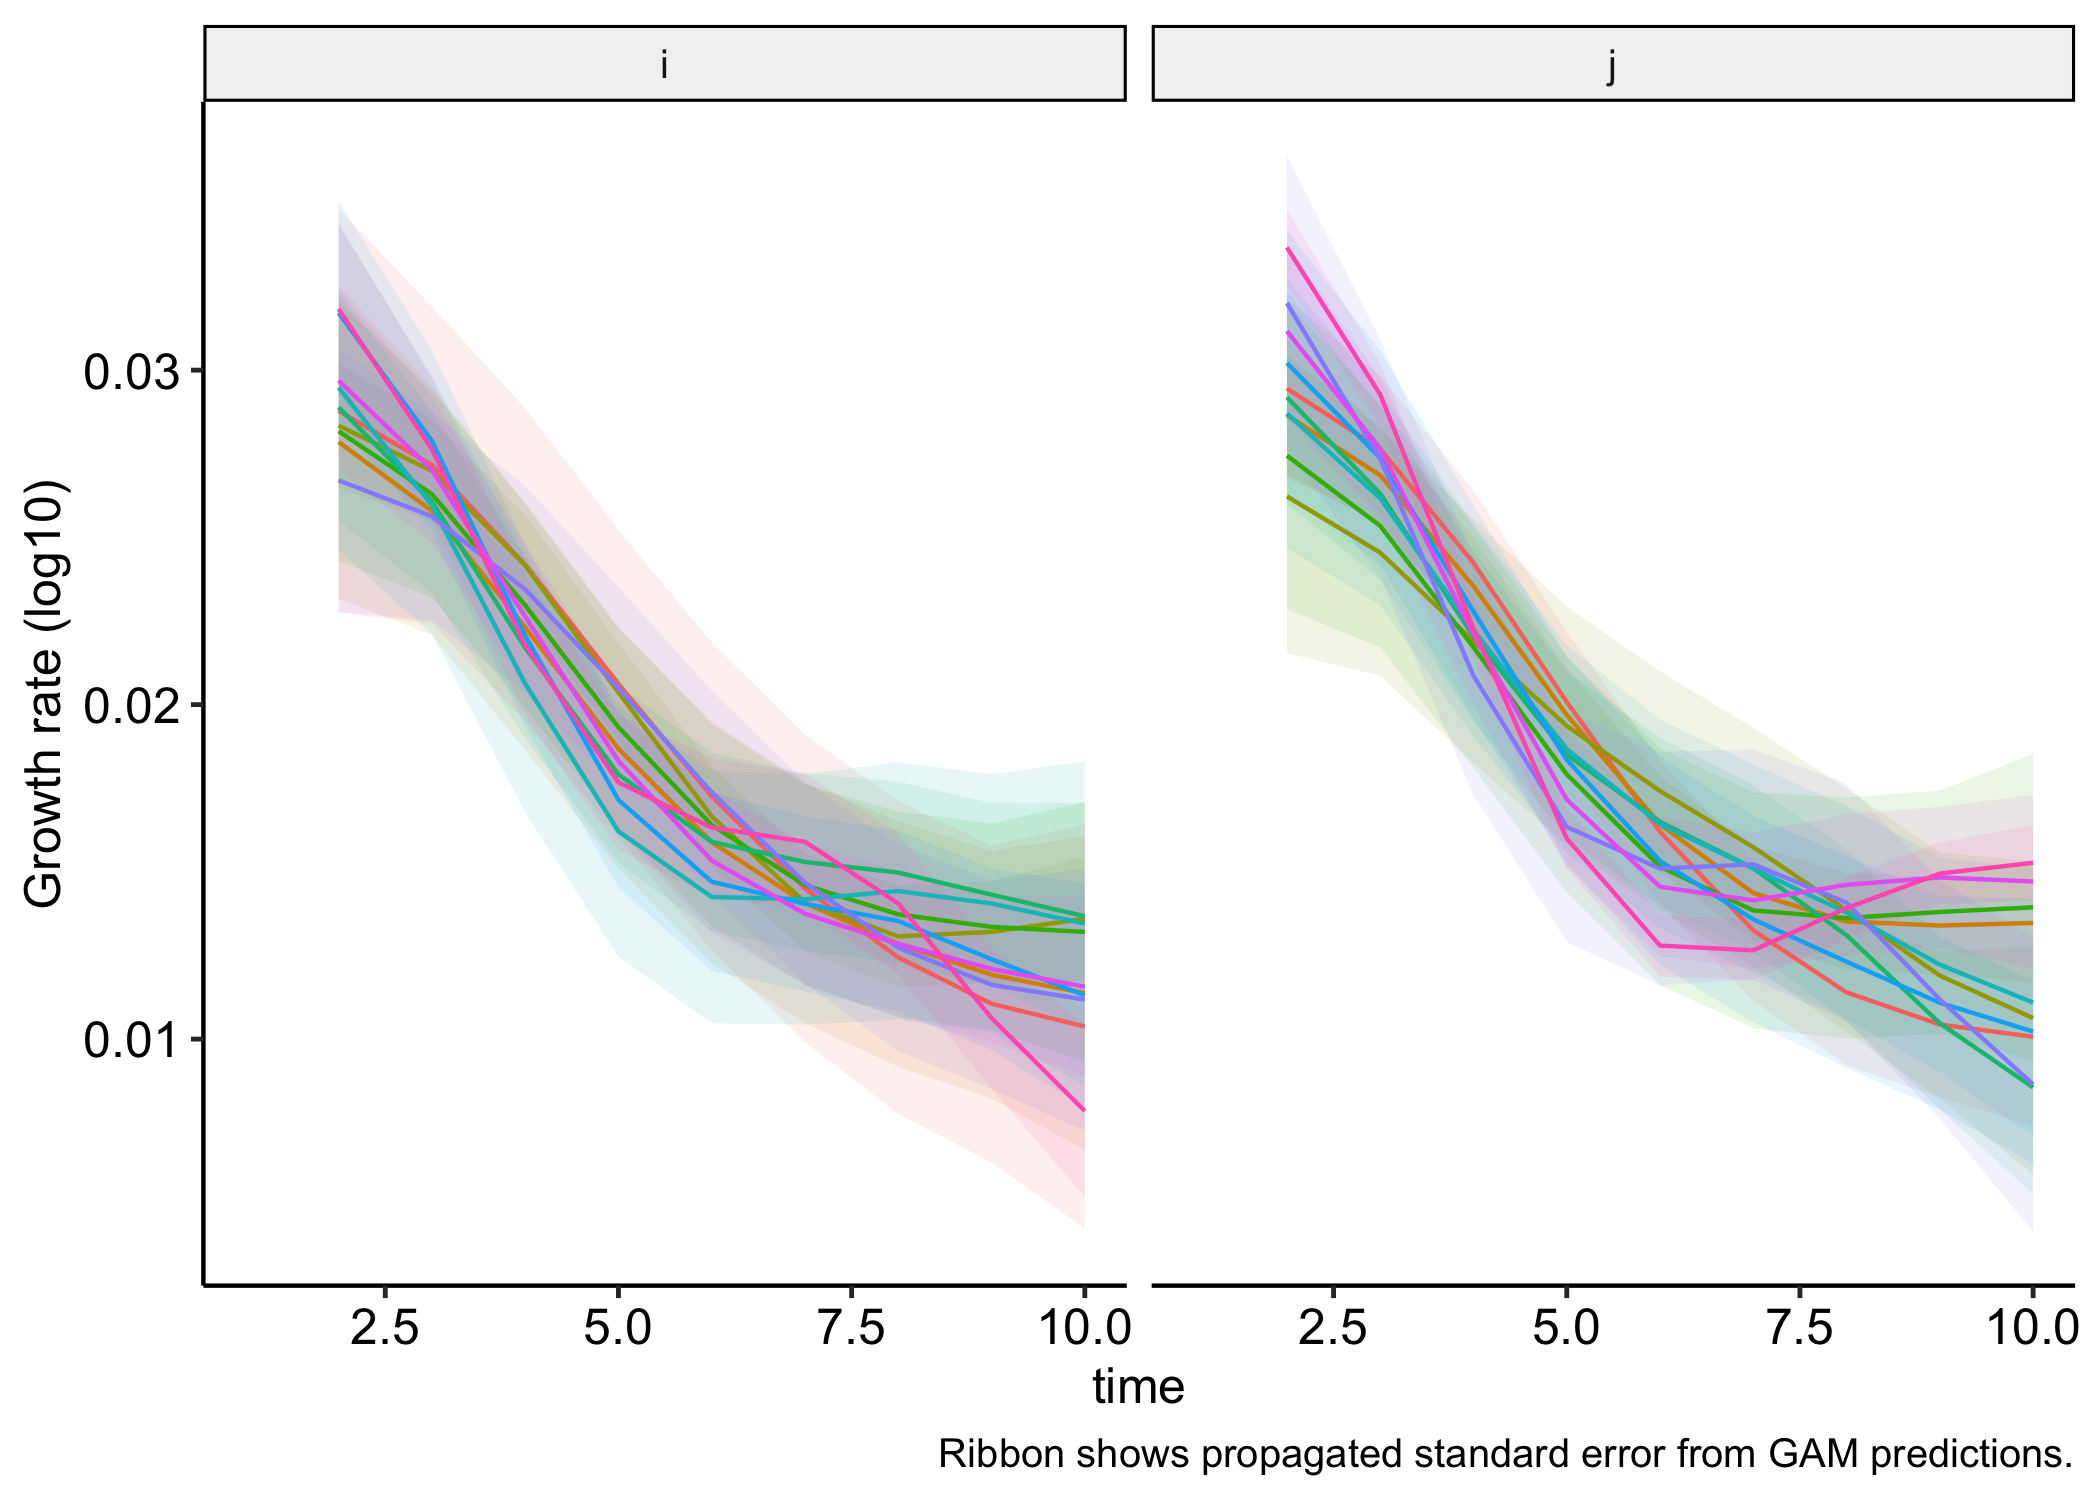 i
j
Growth rate (log10)
0.03
0.02
0.01
2.5 5.0 7.5 10.0
2.5 5.0 7.5 10.0
time
Ribbon shows propagated standard error from GAM predictions.